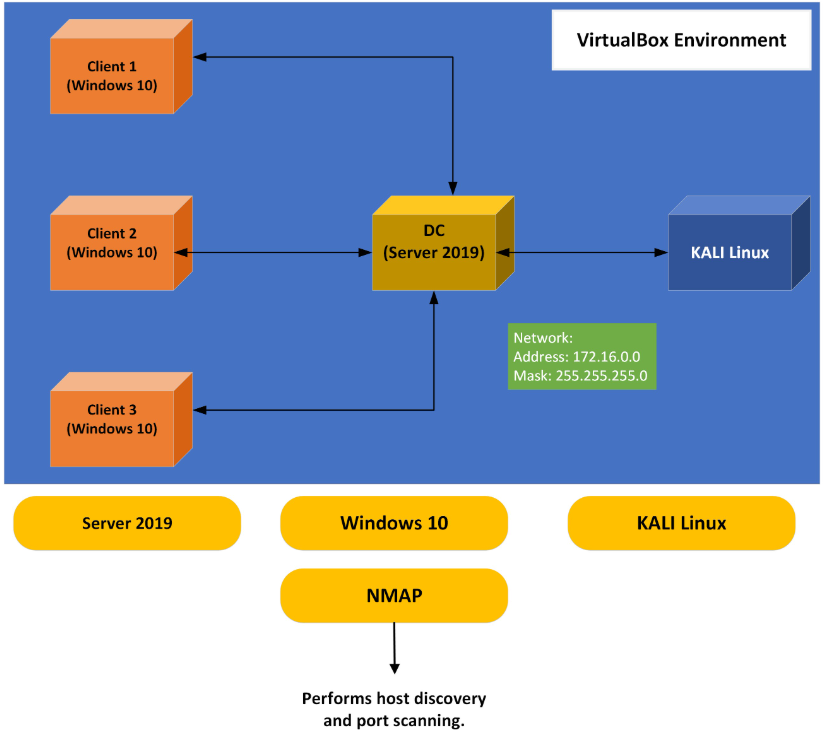 VirtualBox Environment
Client 1
(Windows 10)
Client 2
(Windows 10)
DC
(Server 2019)
KALI Linux
Network:
Address: 172.16.0.0
Mask: 255.255.255.0
Client 3
(Windows 10)
Server 2019
Windows 10
KALI Linux
NMAP
Performs host discovery
and port scanning.